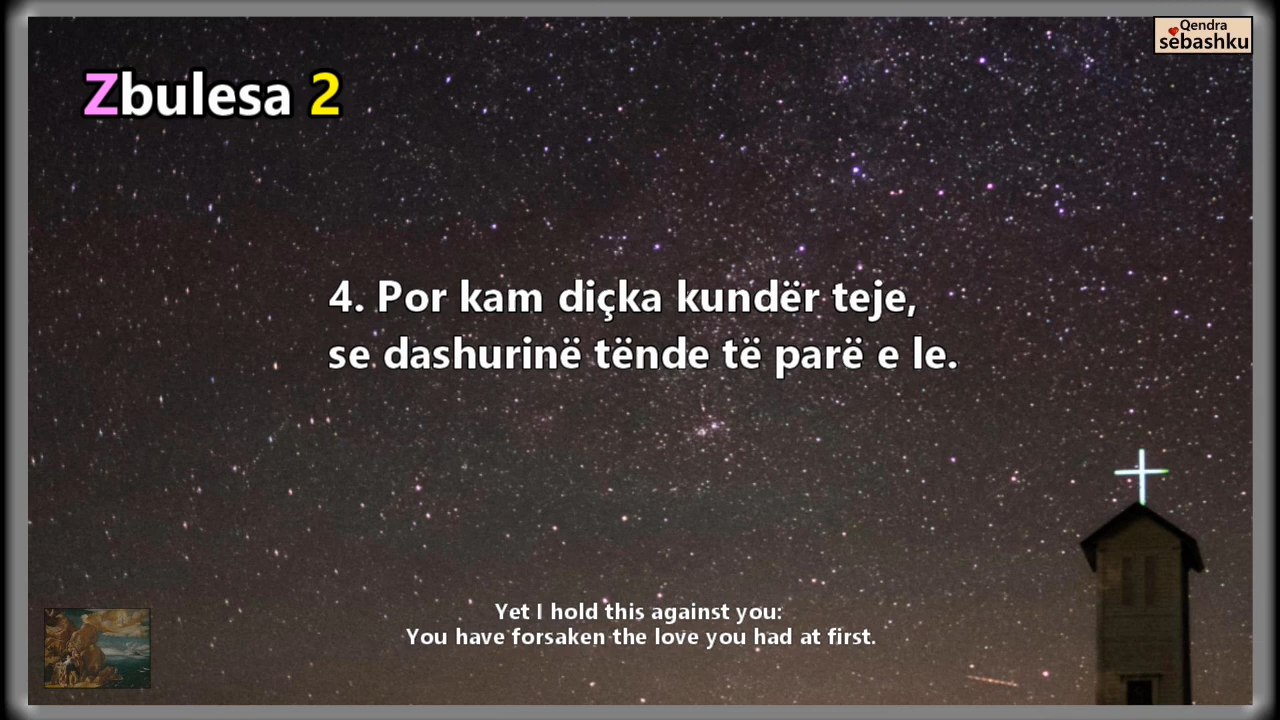 Qendra
sëbashku
Zbulesa 2
4. Por kam diçka kundër teje,
se dashurinë tënde të parë e le.
Yet I hold this against you:
You have forsaken the love you had at first.